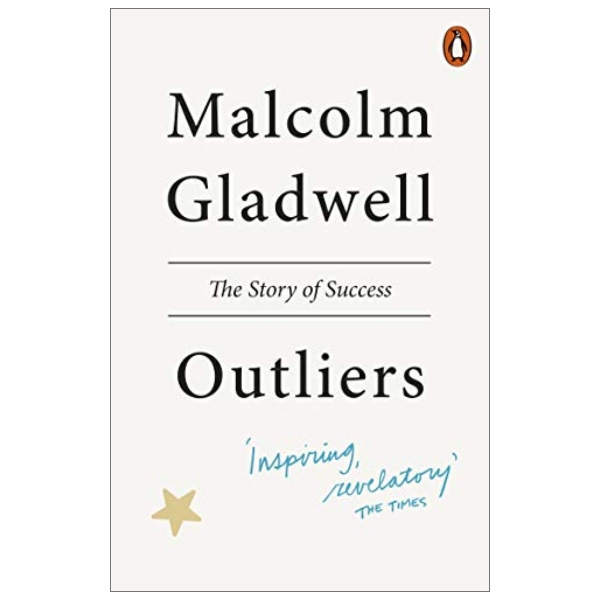 Malcolm
Gladwell
The Story of Success
Outliers
'Inspiring,
revelatory'
THE TIMES